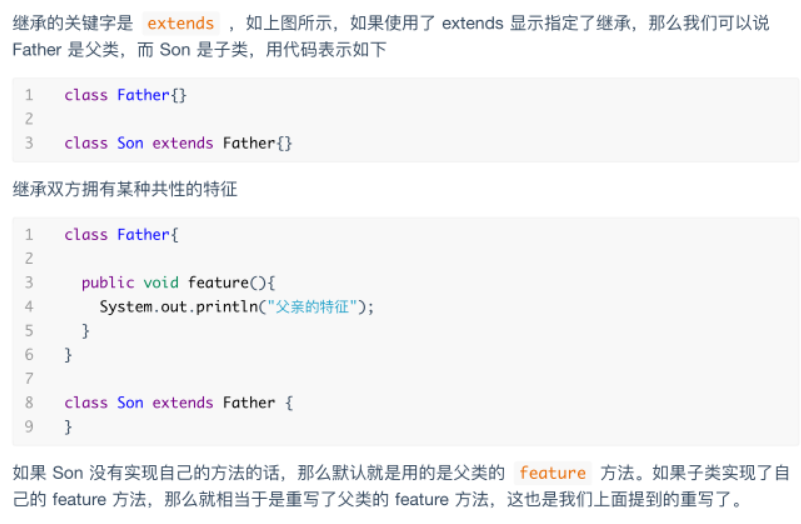 继承的关键字是 extends ，如上图所示，如果使用了 extends 显示指定了继承，那么我们可以说
Father 是父类，而 Son 是子类，用代码表示如下
1 class Father{}
2
3 class Son extends Father{}
继承双方拥有某种共性的特征
1 class Father{
2
3 public void feature(){
4 System.out.println("父亲的特征");
5 }
6 }
7
8 class Son extends Father {
9 }
如果 Son 没有实现自己的方法的话，那么默认就是用的是父类的 feature 方法。如果子类实现了自
己的 feature 方法，那么就相当于是重写了父类的 feature 方法，这也是我们上面提到的重写了。